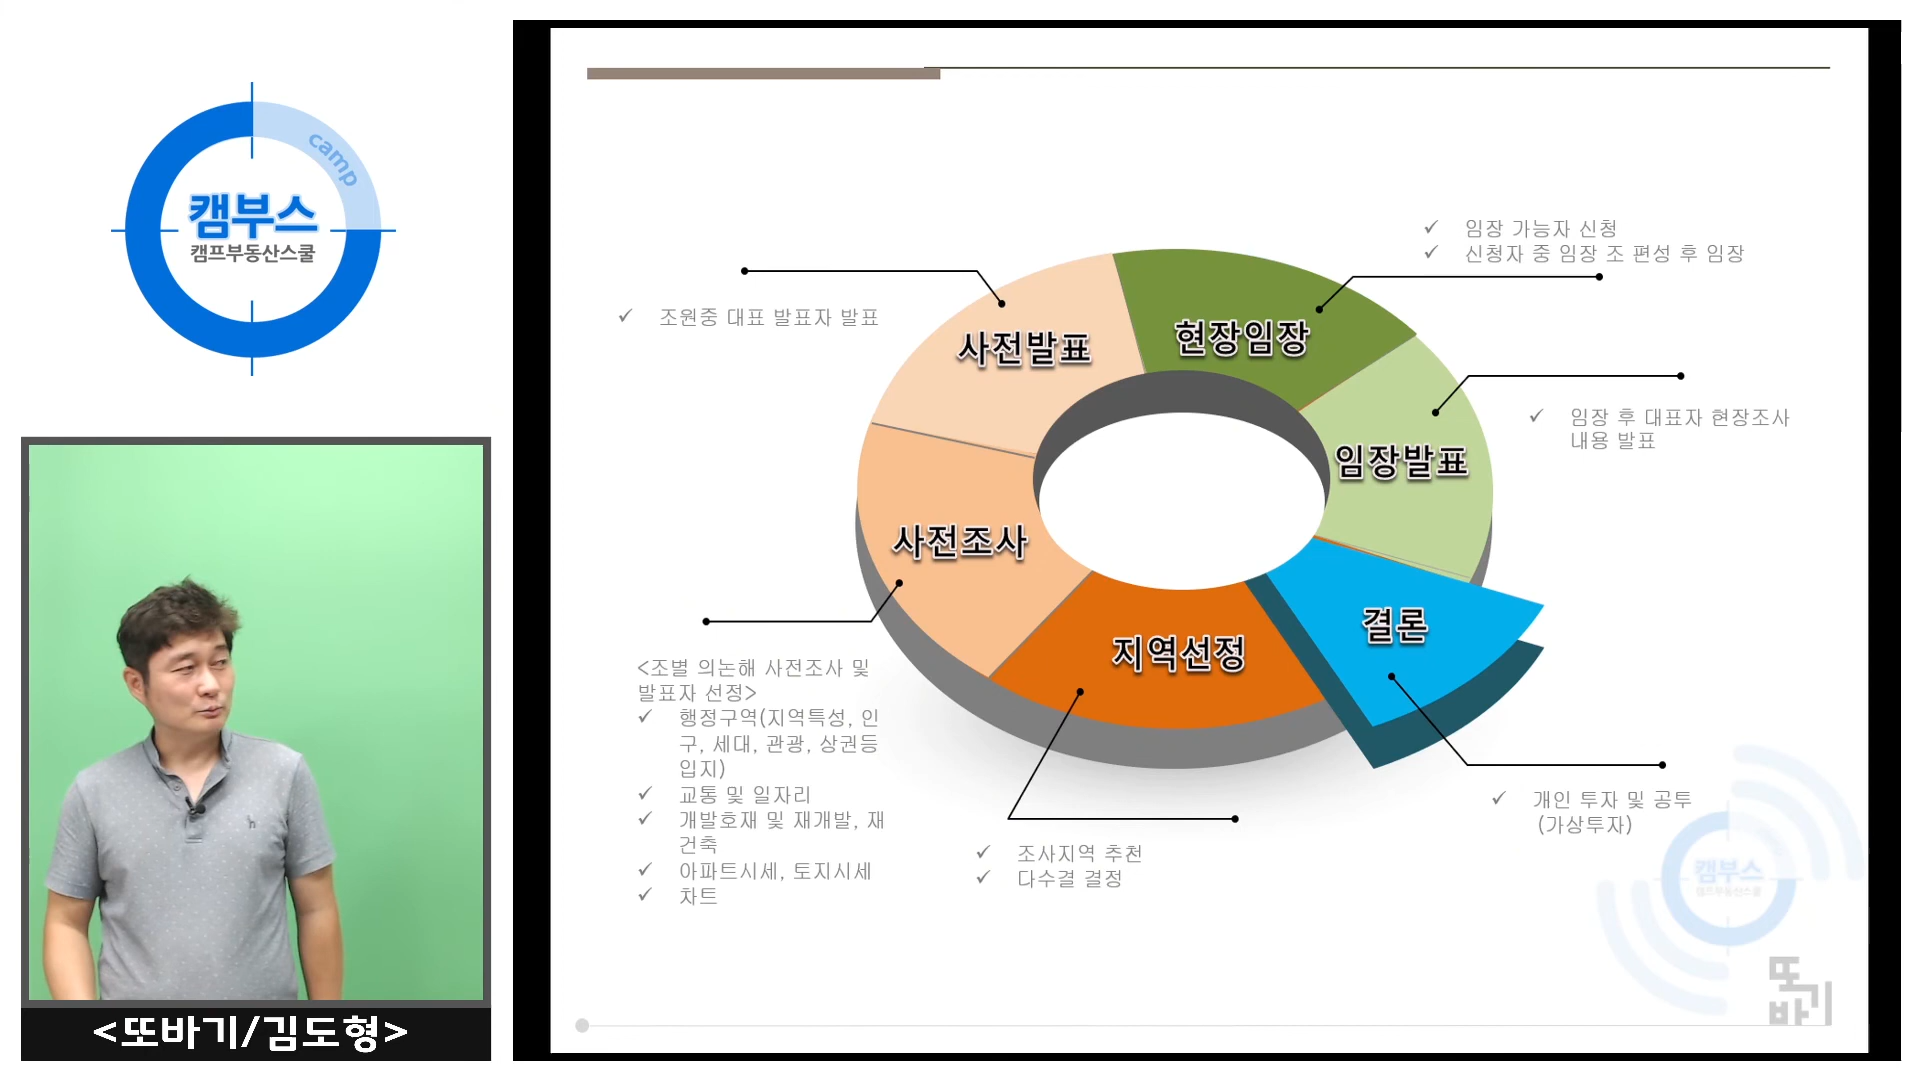 camp
캠부스
캠프부동산스쿨
<또바기/김도형>
✓ 임장 가능자 신청
✓ 신청자 중 임장 조 편성 후 임장
✓ 조원중 대표 발표자 발표
사전발표
현장임장
✓ 임장 후 대표자 현장조사
내용 발표
임장발표
사전조사
결론
지역선정
<조별 의논해 사전조사 및
발표자 선정>
✓ 행정구역(지역특성, 인
구, 세대, 관광, 상권등
입지)
✓ 교통 및 일자리
✓ 개발호재 및 재개발, 재
건축
✓ 아파트시세, 토지시세
✓ 차트
✓ 조사지역 추천
✓ 다수결 결정
✓ 개인 투자 및 공투
(가상투자)
캠부스
캠프부동산스쿨
또
바기